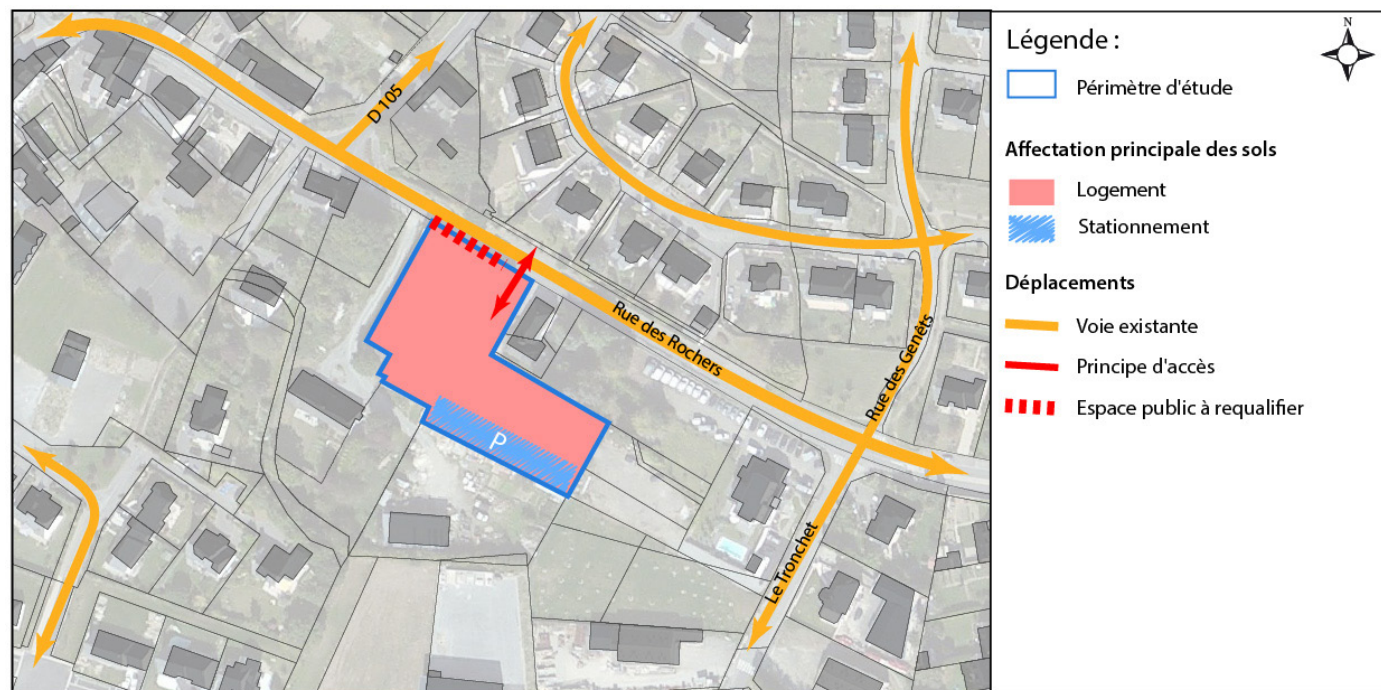 D 105
Rue des Rochers
Rue des Genêts
Le Tronchet
P
N
Légende :
Périmètre d'étude
Affectation principale des sols
Logement
Stationnement
Déplacements
Voie existante
Principe d'accès
Espace public à requalifier